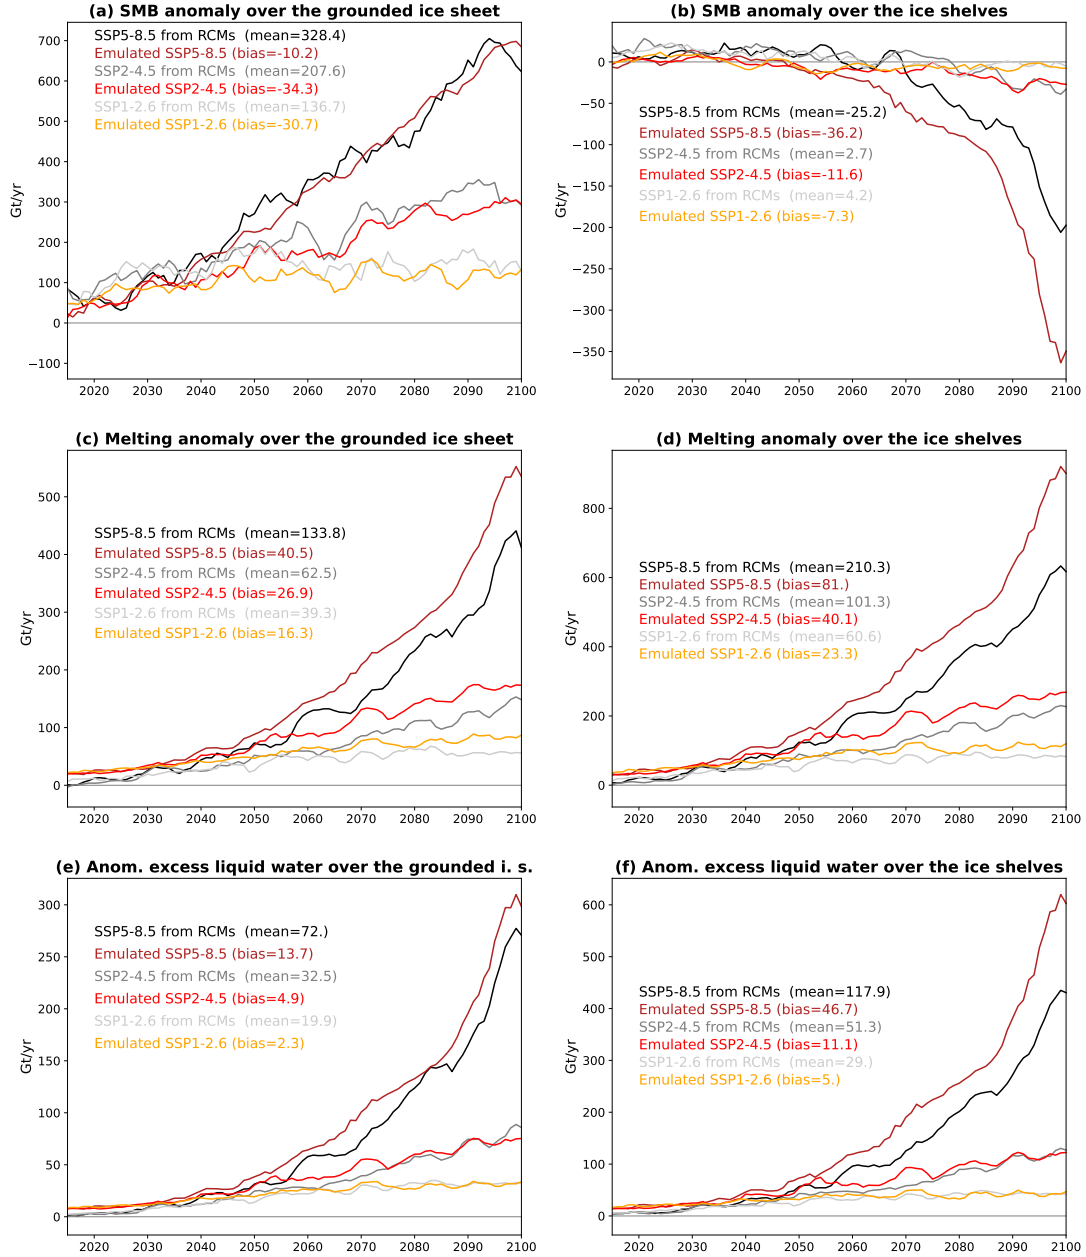 (a) SMB anomaly over the grounded ice sheet
SSP5-8.5 from RCMs (mean=328.4)
Emulated SSP5-8.5 (bias=-10.2)
SSP2-4.5 from RCMs (mean=207.6)
Emulated SSP2-4.5 (bias=-34.3)
SSP1-2.6 from RCMs (mean=136.7)
Emulated SSP1-2.6 (bias=-30.7)
Gt/yr
700
600
500
400
300
200
100
0
−100
2020 2030 2040 2050 2060 2070 2080 2090 2100
(b) SMB anomaly over the ice shelves
SSP5-8.5 from RCMs (mean=-25.2)
Emulated SSP5-8.5 (bias=-36.2)
SSP2-4.5 from RCMs (mean=2.7)
Emulated SSP2-4.5 (bias=-11.6)
SSP1-2.6 from RCMs (mean=4.2)
Emulated SSP1-2.6 (bias=-7.3)
Gt/yr
0
−50
−100
−150
−200
−250
−300
−350
2020 2030 2040 2050 2060 2070 2080 2090 2100
(c) Melting anomaly over the grounded ice sheet
SSP5-8.5 from RCMs (mean=133.8)
Emulated SSP5-8.5 (bias=40.5)
SSP2-4.5 from RCMs (mean=62.5)
Emulated SSP2-4.5 (bias=26.9)
SSP1-2.6 from RCMs (mean=39.3)
Emulated SSP1-2.6 (bias=16.3)
Gt/yr
500
400
300
200
100
0
2020 2030 2040 2050 2060 2070 2080 2090 2100
(d) Melting anomaly over the ice shelves
SSP5-8.5 from RCMs (mean=210.3)
Emulated SSP5-8.5 (bias=81.)
SSP2-4.5 from RCMs (mean=101.3)
Emulated SSP2-4.5 (bias=40.1)
SSP1-2.6 from RCMs (mean=60.6)
Emulated SSP1-2.6 (bias=23.3)
Gt/yr
800
600
400
200
0
2020 2030 2040 2050 2060 2070 2080 2090 2100
(e) Anom. excess liquid water over the grounded i. s.
SSP5-8.5 from RCMs (mean=72.)
Emulated SSP5-8.5 (bias=13.7)
SSP2-4.5 from RCMs (mean=32.5)
Emulated SSP2-4.5 (bias=4.9)
SSP1-2.6 from RCMs (mean=19.9)
Emulated SSP1-2.6 (bias=2.3)
Gt/yr
300
250
200
150
100
50
0
2020 2030 2040 2050 2060 2070 2080 2090 2100
(f) Anom. excess liquid water over the ice shelves
SSP5-8.5 from RCMs (mean=117.9)
Emulated SSP5-8.5 (bias=46.7)
SSP2-4.5 from RCMs (mean=51.3)
Emulated SSP2-4.5 (bias=11.1)
SSP1-2.6 from RCMs (mean=29.)
Emulated SSP1-2.6 (bias=5.)
Gt/yr
600
500
400
300
200
100
0
2020 2030 2040 2050 2060 2070 2080 2090 2100